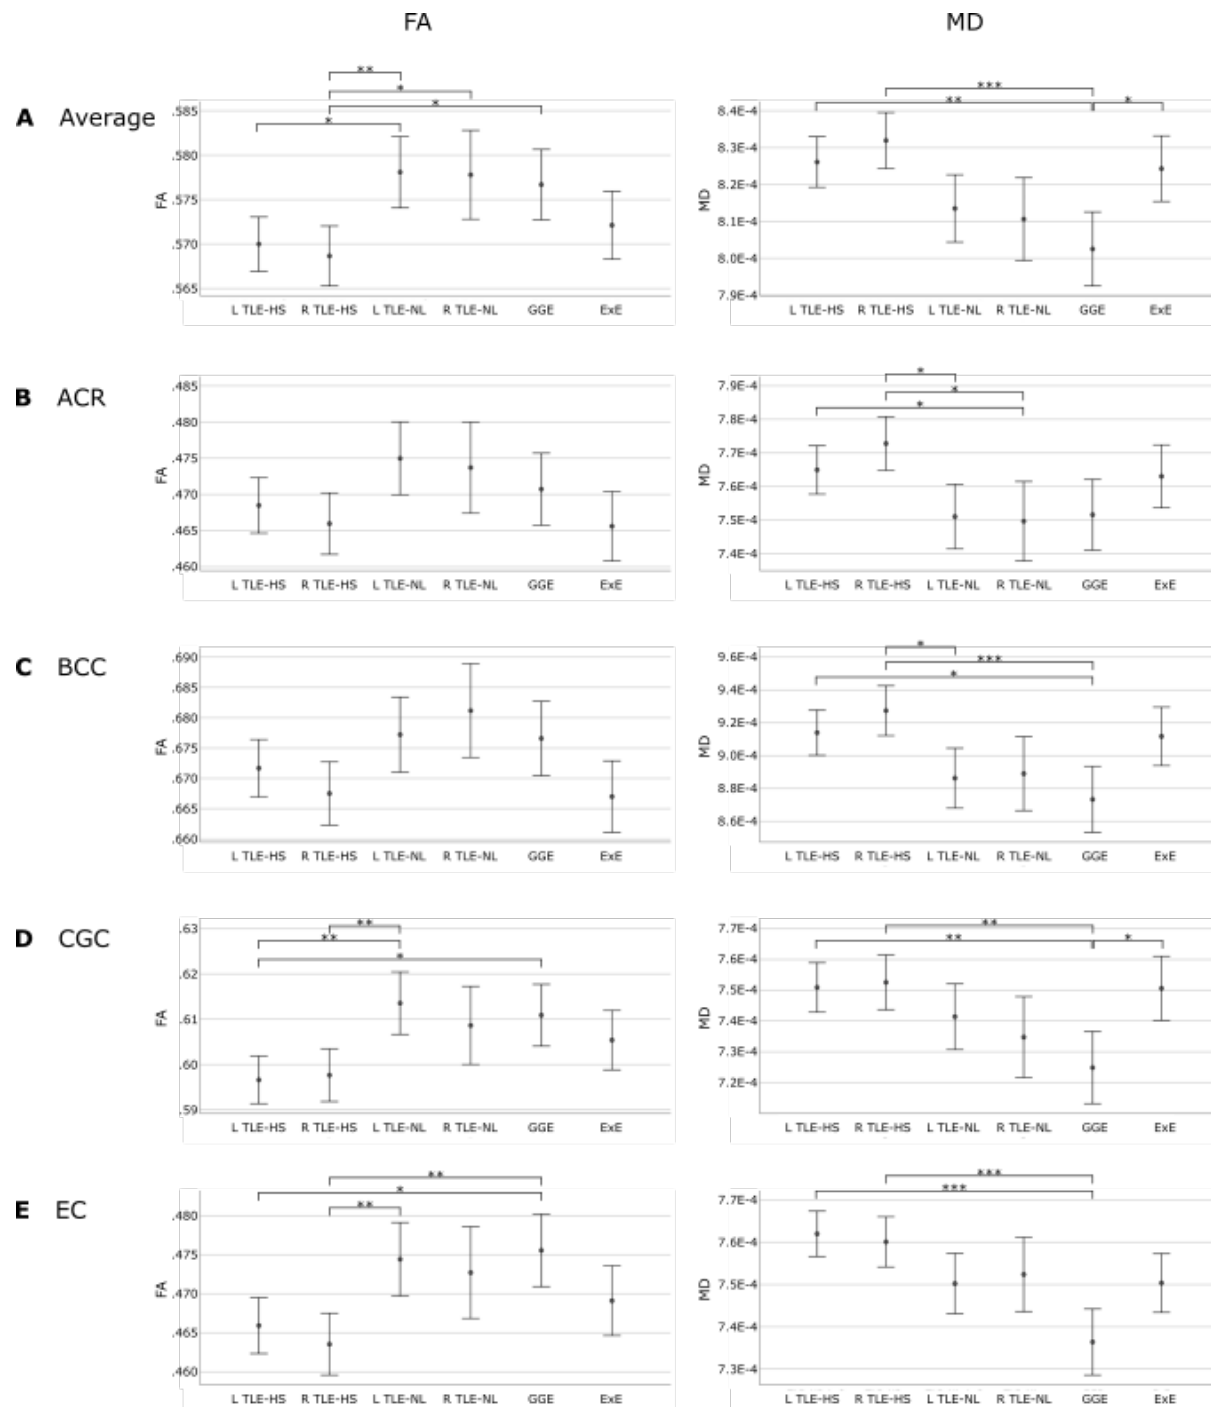 FA MD
A Average
** *** * ** * * *
.585 .580 .575 .570 .565
FA
L TLE-HS R TLE-HS L TLE-NL R TLE-NL GGE ExE
8.4E-4 8.3E-4 8.2E-4 8.1E-4 8.0E-4 7.9E-4
MD
L TLE-HS R TLE-HS L TLE-NL R TLE-NL GGE ExE
B ACR
.485 .480 .475 .470 .465 .460
FA
L TLE-HS R TLE-HS L TLE-NL R TLE-NL GGE ExE
* * *
7.9E-4 7.8E-4 7.7E-4 7.6E-4 7.5E-4 7.4E-4
MD
L TLE-HS R TLE-HS L TLE-NL R TLE-NL GGE ExE
C BCC
.690 .685 .680 .675 .670 .665 .660
FA
L TLE-HS R TLE-HS L TLE-NL R TLE-NL GGE ExE
* *** *
9.6E-4 9.4E-4 9.2E-4 9.0E-4 8.8E-4 8.6E-4
MD
L TLE-HS R TLE-HS L TLE-NL R TLE-NL GGE ExE
D CGC
** ** *
.63 .62 .61 .60 .59
FA
L TLE-HS R TLE-HS L TLE-NL R TLE-NL GGE ExE
** ** *
7.7E-4 7.6E-4 7.5E-4 7.4E-4 7.3E-4 7.2E-4
MD
L TLE-HS R TLE-HS L TLE-NL R TLE-NL GGE ExE
E EC
** * **
.480 .475 .470 .465 .460
FA
L TLE-HS R TLE-HS L TLE-NL R TLE-NL GGE ExE
*** ***
7.7E-4 7.6E-4 7.5E-4 7.4E-4 7.3E-4
MD
L TLE-HS R TLE-HS L TLE-NL R TLE-NL GGE ExE